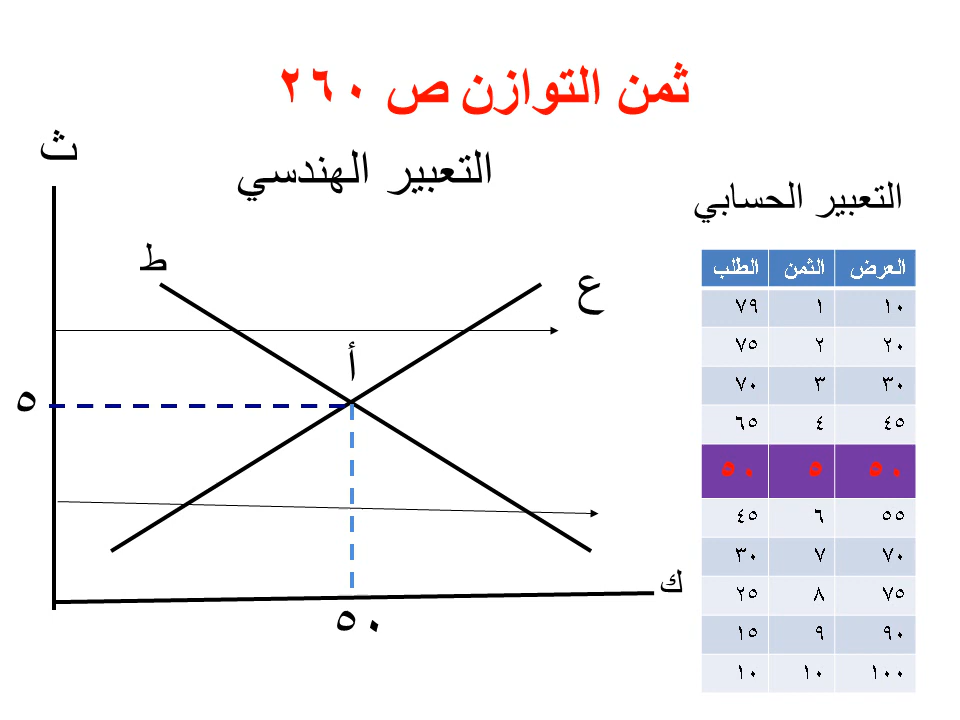 ثمن التوازن ص ٢٦٠
ث
التعبير الهندسي
التعبير الحسابي
ط
ع
أ
٥
ك
٥٠
العرض الثمن الطلب
١٠ ١ ٧٩
٢٠ ٢ ٧٥
٣٠ ٣ ٧٠
٤٥ ٤ ٦٥
٥٠ ٥ ٥٠
٥٥ ٦ ٤٥
٧٠ ٧ ٣٠
٧٥ ٨ ٢٥
٩٠ ٩ ١٥
١٠٠ ١٠ ١٠